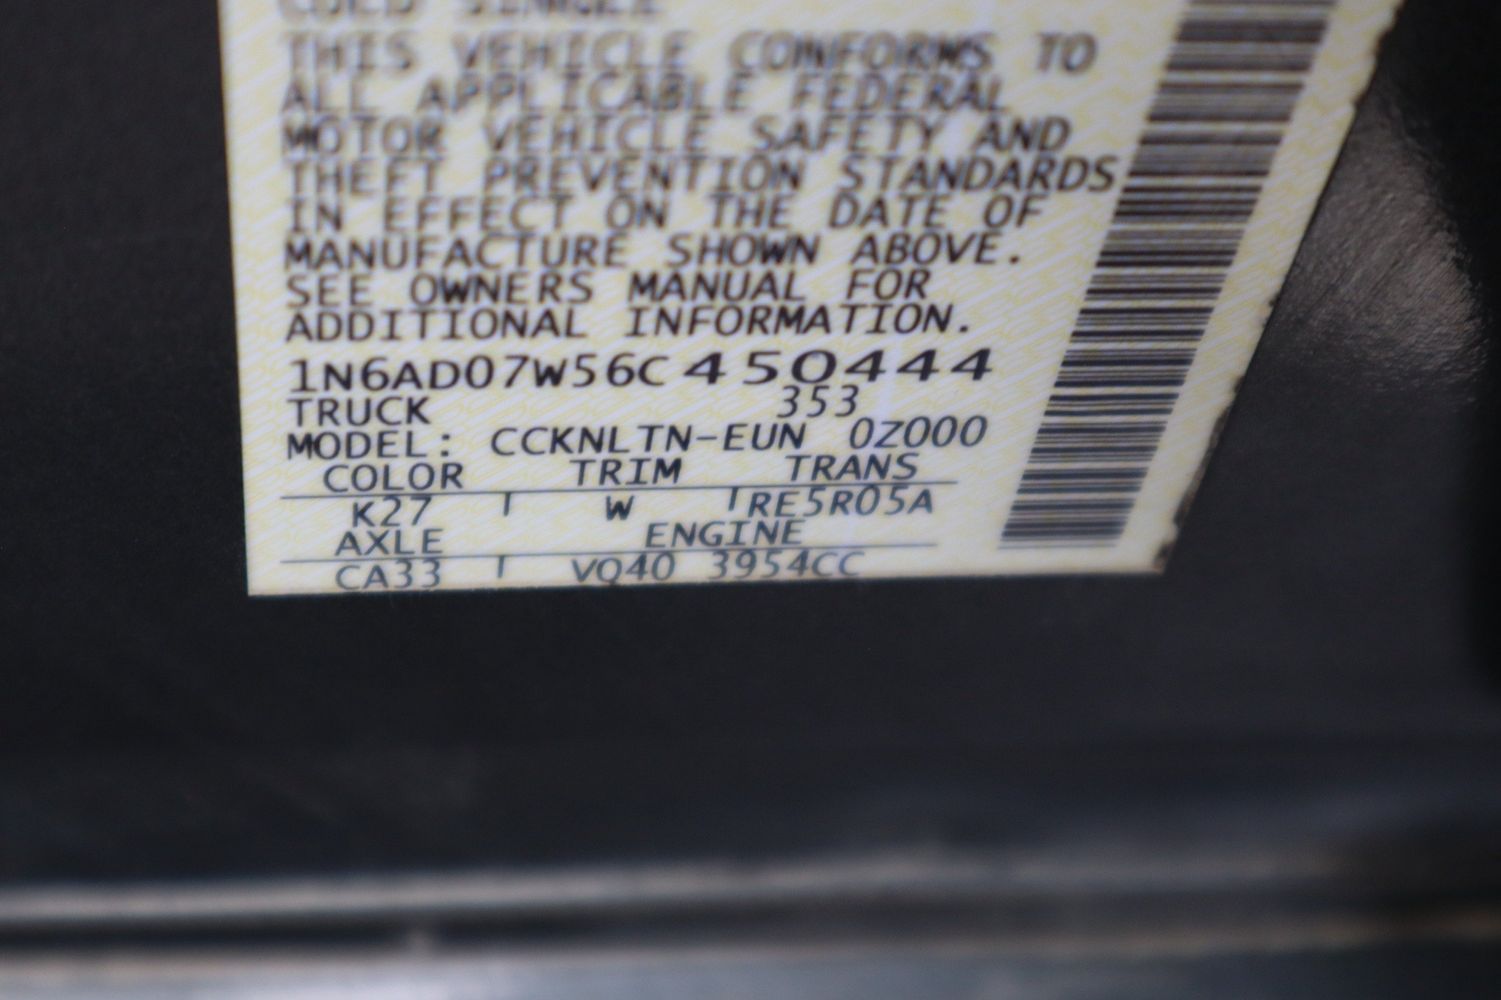 COLD SINGLE
THIS VEHICLE CONFORMS TO
ALL APPLICABLE FEDERAL
MOTOR VEHICLE SAFETY AND
THEFT PREVENTION STANDARDS
IN EFFECT ON THE DATE OF
MANUFACTURE SHOWN ABOVE.
SEE OWNERS MANUAL FOR
ADDITIONAL INFORMATION.
1N6AD07W56C450444
TRUCK 353
MODEL: CCKNLTN-EUN 0Z000
COLOR TRIM TRANS
K27 W RE5R05A
AXLE ENGINE
CA33 VQ40 3954CC